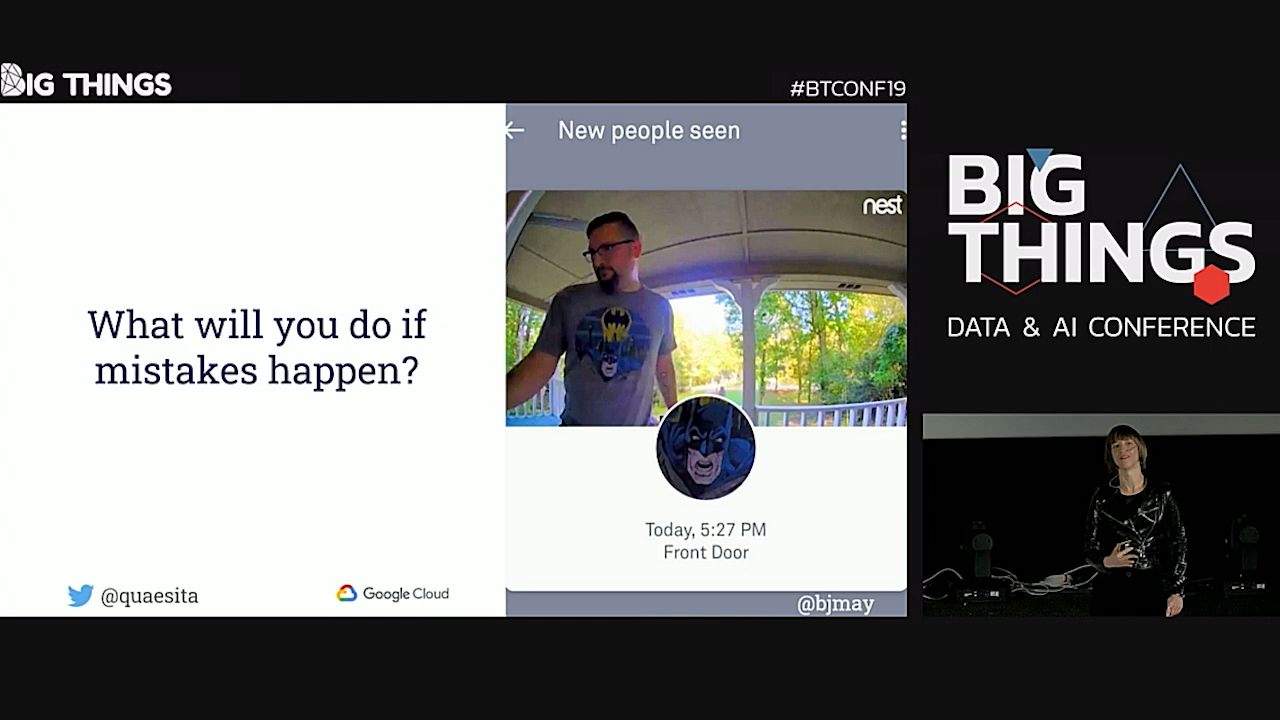 BIG THINGS
#BTCONF19
New people seen
nest
What will you do if
mistakes happen?
Today, 5:27 PM
Front Door
@quaesita
Google Cloud
@bjmay
BIG
THINGS
DATA & AI CONFERENCE